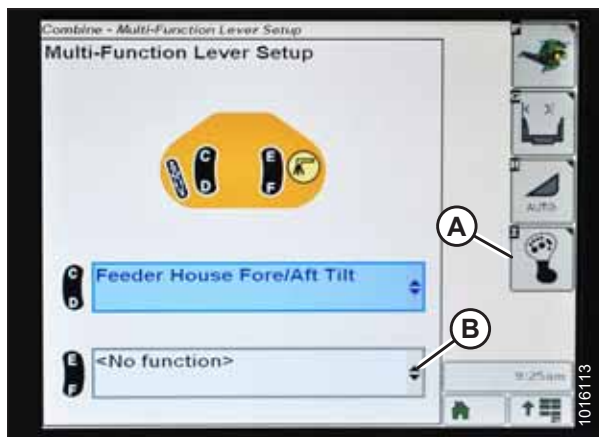 Combine - Multi-Function Lever Setup
Multi-Function Lever Setup
C
D
E
F
AUTO
A
C
D
Feeder House Fore/Aft Tilt
B
E
F
<No function>
9:25am
1016113